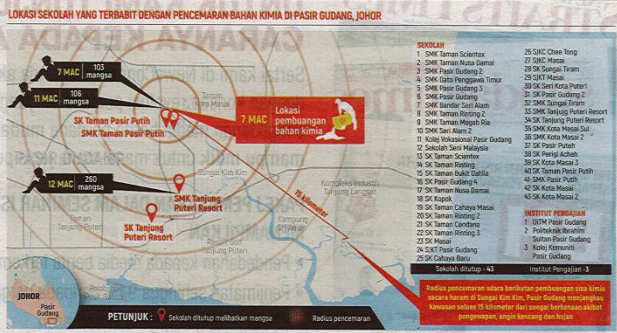 LOKASI SEKOLAH YANG TERBABIT DENGAN PENCEMARAN BAHAN KIMIA DI PASIR GUDANG, JOHOR
7 MAC
103
mangsa
11 MAC
106
mangsa
SK Taman Pasir Putih
SMK Taman Pasir Putih
Kota Masai
7 MAC
Lokasi
pembuangan
bahan kimia
12 MAC
260
mangsa
SMK Tanjung
Puteri Resort
SK Tanjung
Puteri Resort
Sungai Kim Kim
Kompleks Industri
Tanjung Langsat
Taman
Tanjung Puteri
Kampung
15 kilometer
SEKOLAH
1 SMK Taman Scientex
2 SMK Taman Nusa Damai
3 SMK Pasir Gudang 2
4 SMK Dato Penggawa Timur
5 SMK Pasir Gudang 3
6 SMK Pasir Gudang
7 SMK Bandar Seri Alam
8 SMK Taman Rinting 2
9 SMK Taman Megah Ria
10 SMK Seri Alam 2
11 Kolej Vokasional Pasir Gudang
12 Sekolah Seni Malaysia
13 SK Taman Scientex
14 SK Taman Rinting
15 SK Taman Bukit Dahlia
16 SK Pasir Gudang 4
17 SK Taman Nusa Damai
18 SK Kopok
19 SK Taman Cahaya Masai
20 SK Taman Rinting 2
21 SK Taman Cendana
22 SK Taman Rinting 3
23 SK Masai
24 SJKT Pasir Gudang
25 SK Cahaya Baru
26 SJKC Chee Tong
27 SJKC Masai
28 SK Sungai Tiram
29 SJKT Masai
30 SK Seri Kota Puteri
31 SK Pasir Gudang 2
32 SMK Sungai Tiram
33 SMK Tanjung Puteri Resort
34 SK Tanjung Puteri Resort
35 SMK Kota Masai
36 SMK Kota Masai 2
37 SK Pasir Puteh
38 SK Perigi Acheh
39 SK Kota Masai 3
40 SK Taman Pasir Putih
41 SMK Pasir Putih
42 SK Kota Masai
43 SK Kota Masai 2
INSTITUT PENGAJIAN
1 UITM Pasir Gudang
2 Politeknik Ibrahim
Sultan Pasir Gudang
3 Kolej Komuniti
Pasir Gudang
Sekolah ditutup - 43
Institut Pengajian - 3
Radius pencemaran udara berikutan pembuangan sisa kimia
secara haram di Sungai Kim Kim, Pasir Gudang menjangkau
kawasan seluas 15 kilometer dari sungai berkenaan akibat
pengewapan, angin kencang dan hujan
JOHOR
Pasir
Gudang
PETUNJUK :
Sekolah ditutup melibatkan mangsa
Radius pencemaran